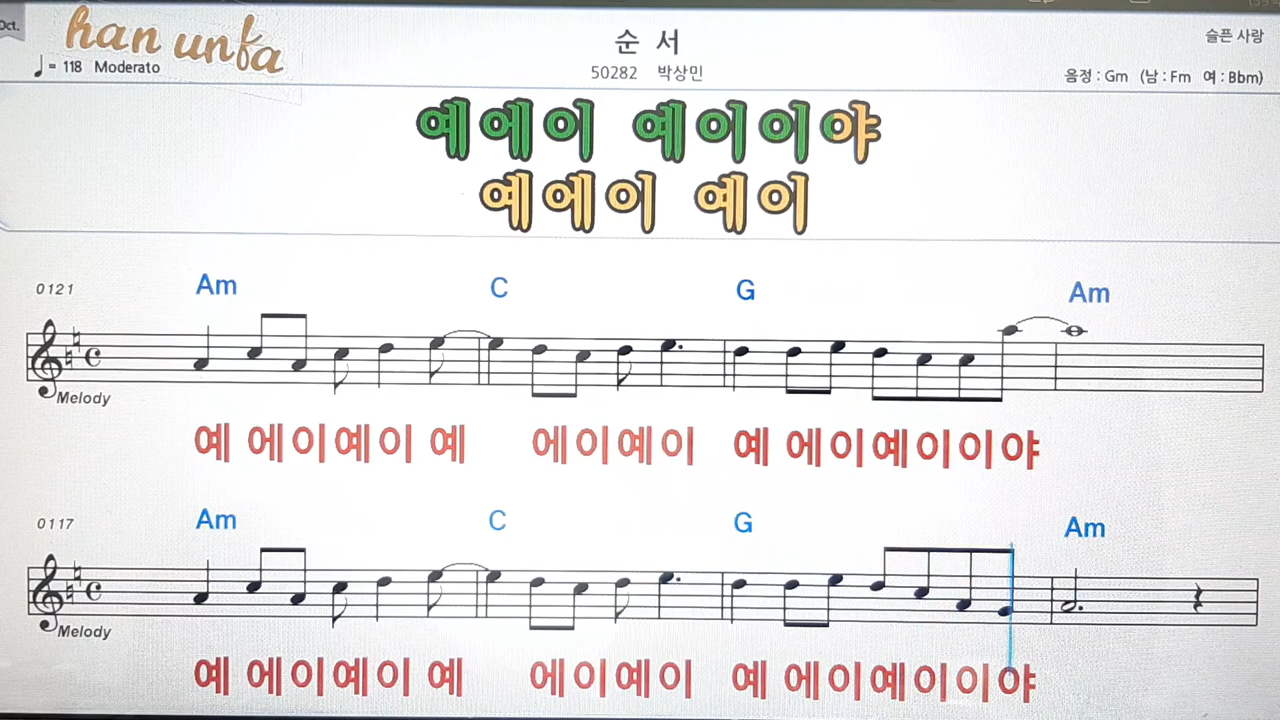 Oct.
han unfa
순 서
슬픈 사랑
♩= 118 Moderato
50282 박상민
음정 : Gm (남 : Fm 여 : Bbm)
예에이 예이이야
예에이 예이
0121
Am C G Am
Melody
예 에이예이 예 에이예이 예 에이예이이야
0117
Am C G Am
Melody
예 에이예이 예 에이예이 예 에이예이이야